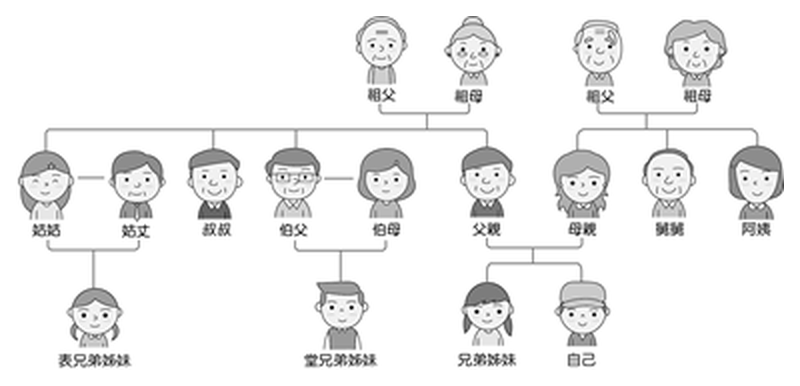 祖父 祖母 祖父 祖母
姑姑 姑丈 叔叔 伯父 伯母 父親 母親 舅舅 阿姨
表兄弟姊妹 堂兄弟姊妹 兄弟姊妹 自己